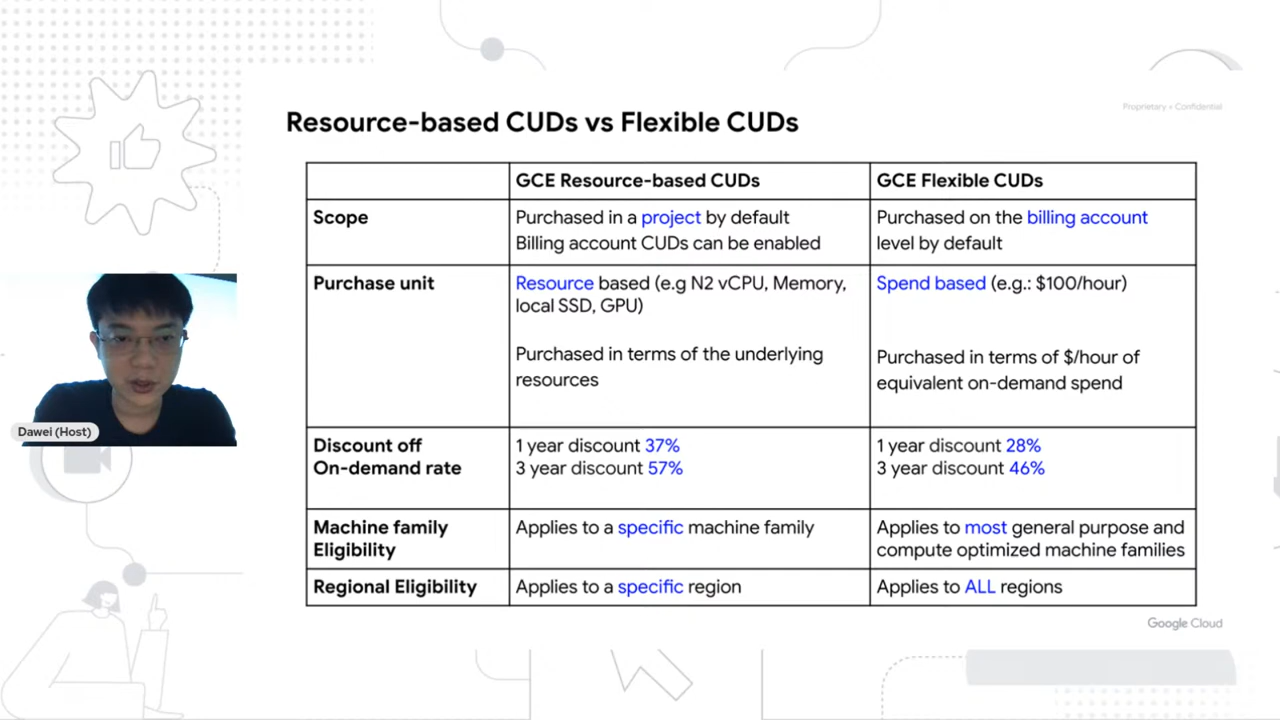 Proprietary + Confidential
Resource-based CUDs vs Flexible CUDs
GCE Resource-based CUDs
GCE Flexible CUDs
Scope
Purchased in a project by default
Billing account CUDs can be enabled
Purchased on the billing account
level by default
Purchase unit
Resource based (e.g N2 vCPU, Memory,
local SSD, GPU)
Purchased in terms of the underlying
resources
Spend based (e.g.: $100/hour)
Purchased in terms of $/hour of
equivalent on-demand spend
Discount off
On-demand rate
1 year discount 37%
3 year discount 57%
1 year discount 28%
3 year discount 46%
Machine family
Eligibility
Applies to a specific machine family
Applies to most general purpose and
compute optimized machine families
Regional Eligibility
Applies to a specific region
Applies to ALL regions
Dawei (Host)
Google Cloud